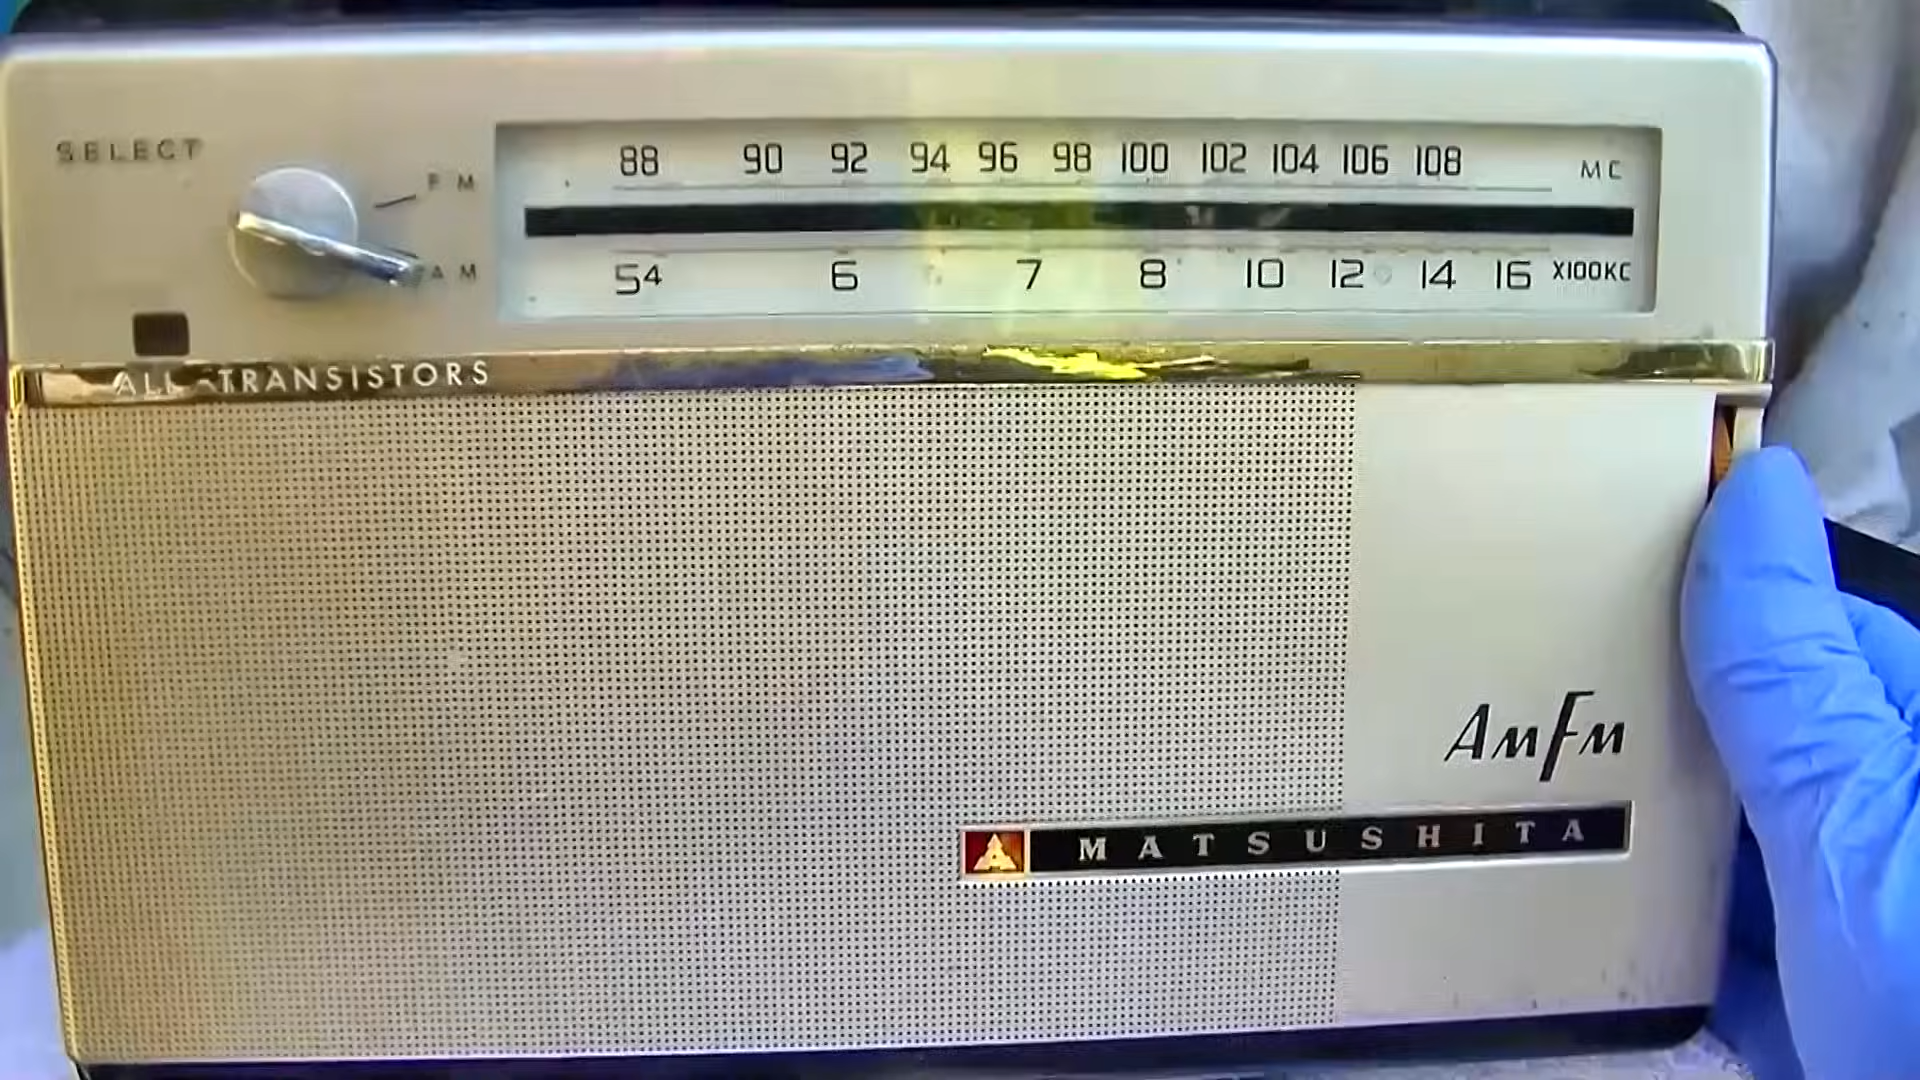 SELECT
FM
AM
88 90 92 94 96 98 100 102 104 106 108 MC
54 6 7 8 10 12 14 16 X100KC
ALL TRANSISTORS
AmFm
MATSUSHITA